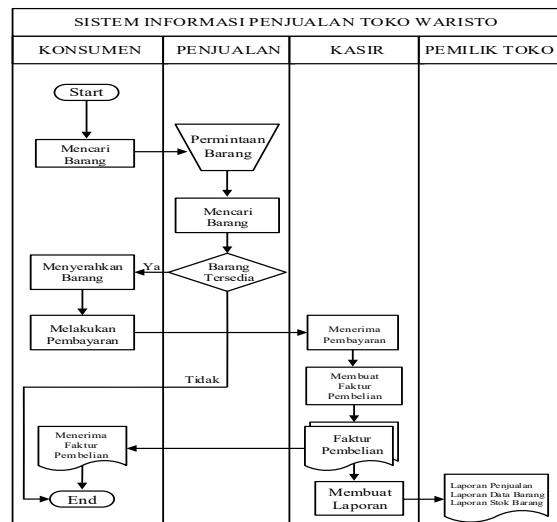 SISTEM INFORMASI PENJUALAN TOKO WARISTO
KONSUMEN
PENJUALAN
KASIR
PEMILIK TOKO
Start
Mencari
Barang
Permintaan
Barang
Mencari
Barang
Barang
Tersedia
Ya
Menyerahkan
Barang
Melakukan
Pembayaran
Menerima
Pembayaran
Tidak
Membuat
Faktur
Pembelian
Faktur
Pembelian
Menerima
Faktur
Pembelian
End
Membuat
Laporan
Laporan Penjualan
Laporan Data Barang
Laporan Stok Barang